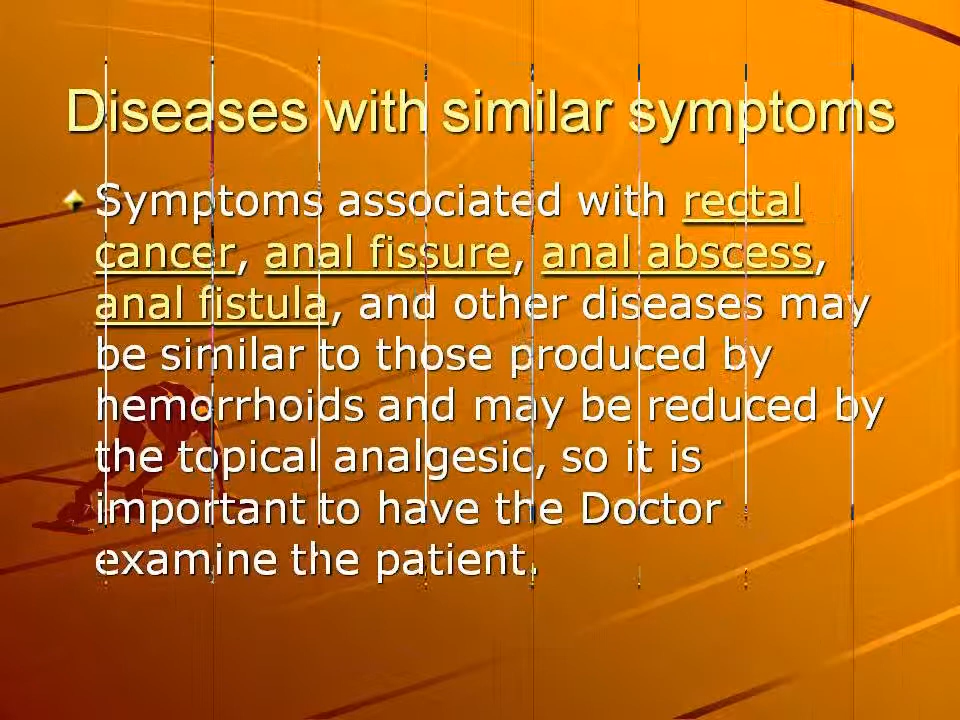 Diseases with similar symptoms
Symptoms associated with rectal
cancer, anal fissure, anal abscess,
anal fistula, and other diseases may
be similar to those produced by
hemorrhoids and may be reduced by
the topical analgesic, so it is
important to have the Doctor
examine the patient.